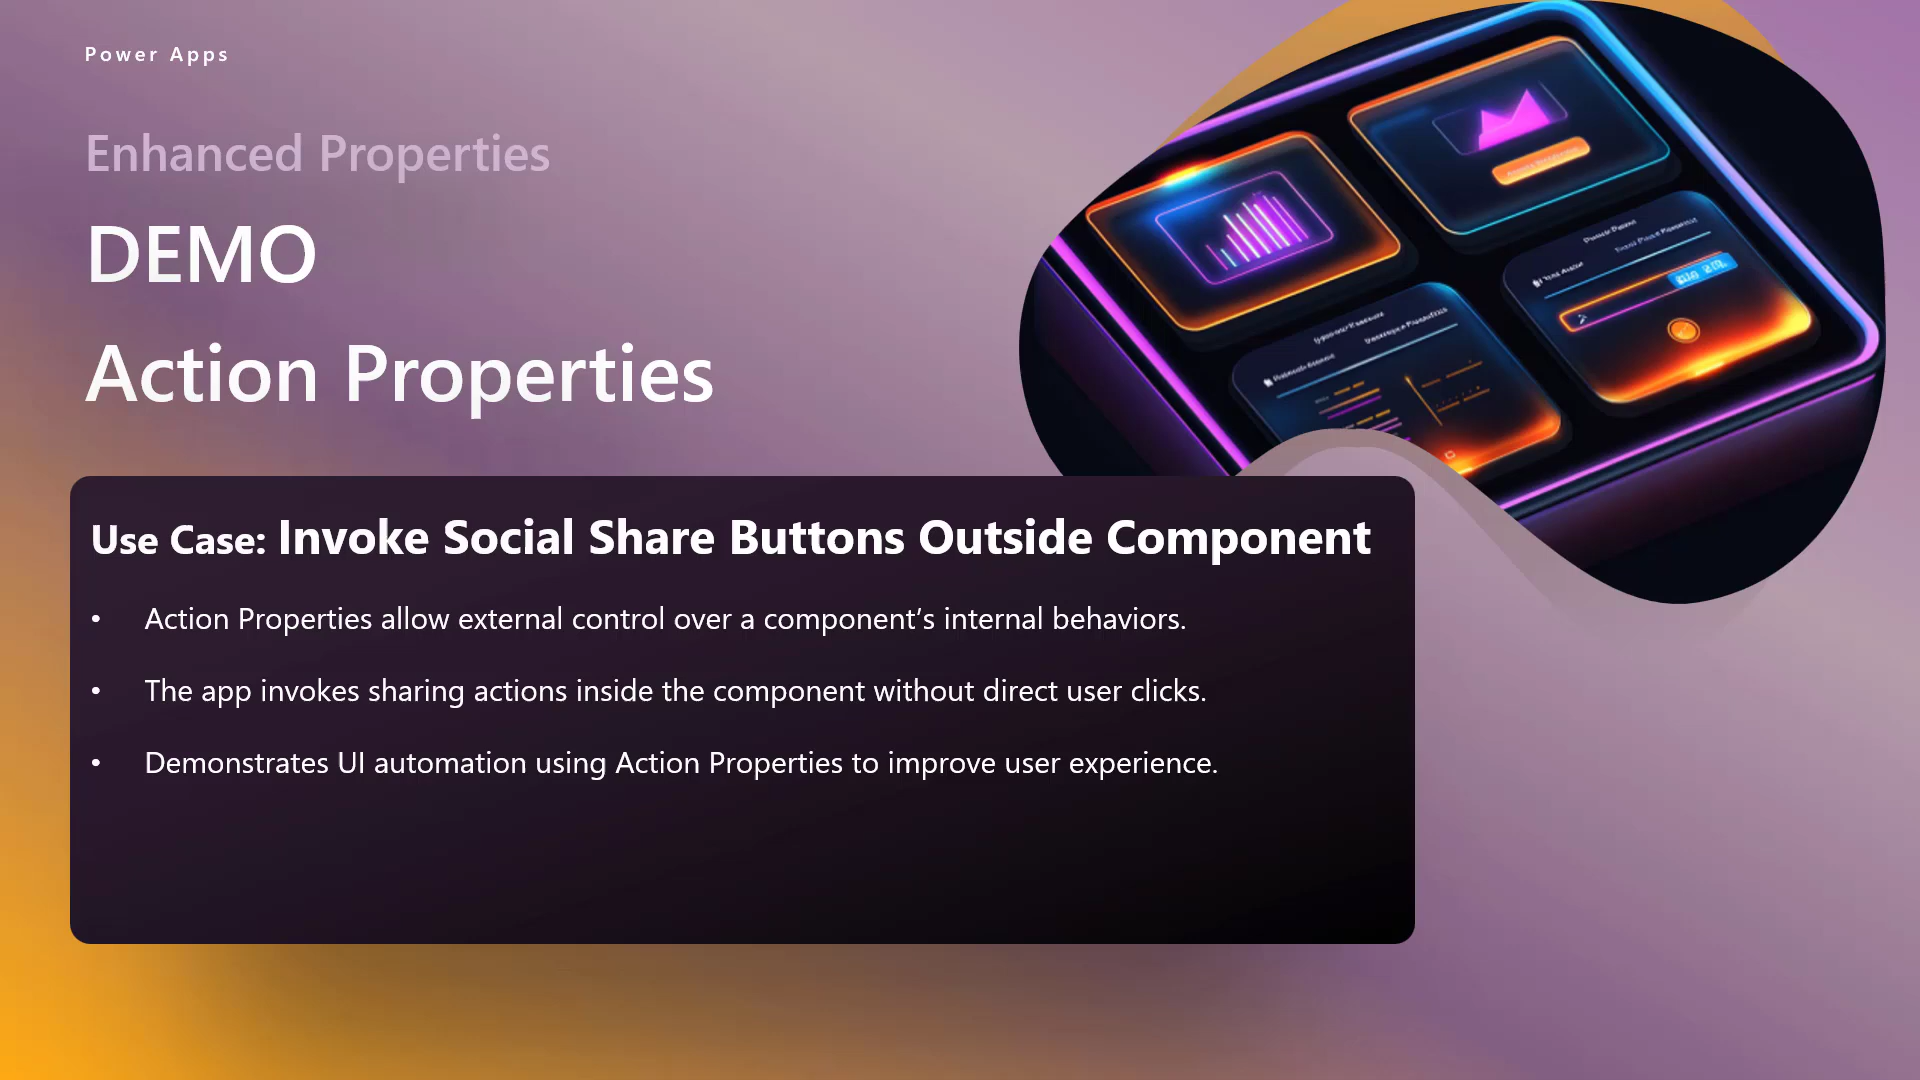 Power Apps
Enhanced Properties
DEMO
Action Properties
Use Case: Invoke Social Share Buttons Outside Component
• Action Properties allow external control over a component’s internal behaviors.
• The app invokes sharing actions inside the component without direct user clicks.
• Demonstrates UI automation using Action Properties to improve user experience.